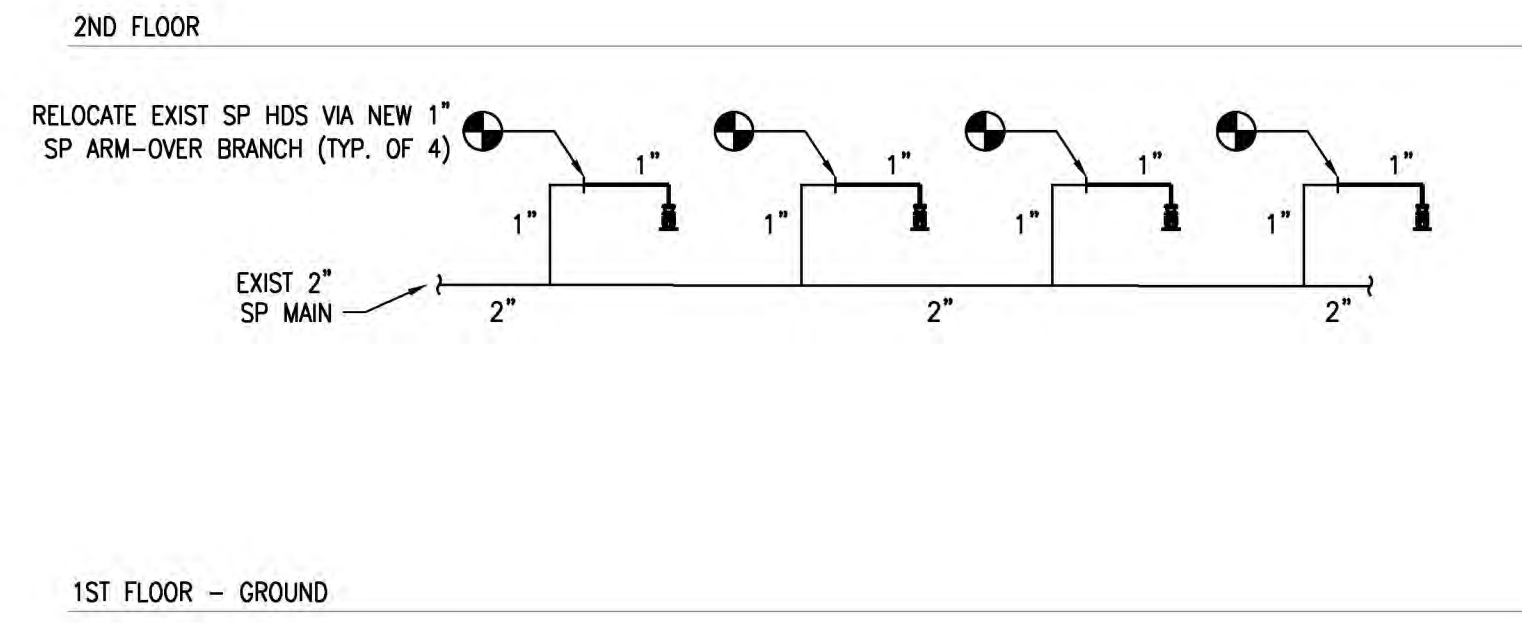 2ND FLOOR
RELOCATE EXIST SP HDS VIA NEW 1"
SP ARM-OVER BRANCH (TYP. OF 4)
1" 1" 1" 1"
1" 1" 1" 1"
EXIST 2"
SP MAIN
2" 2" 2"
1ST FLOOR - GROUND